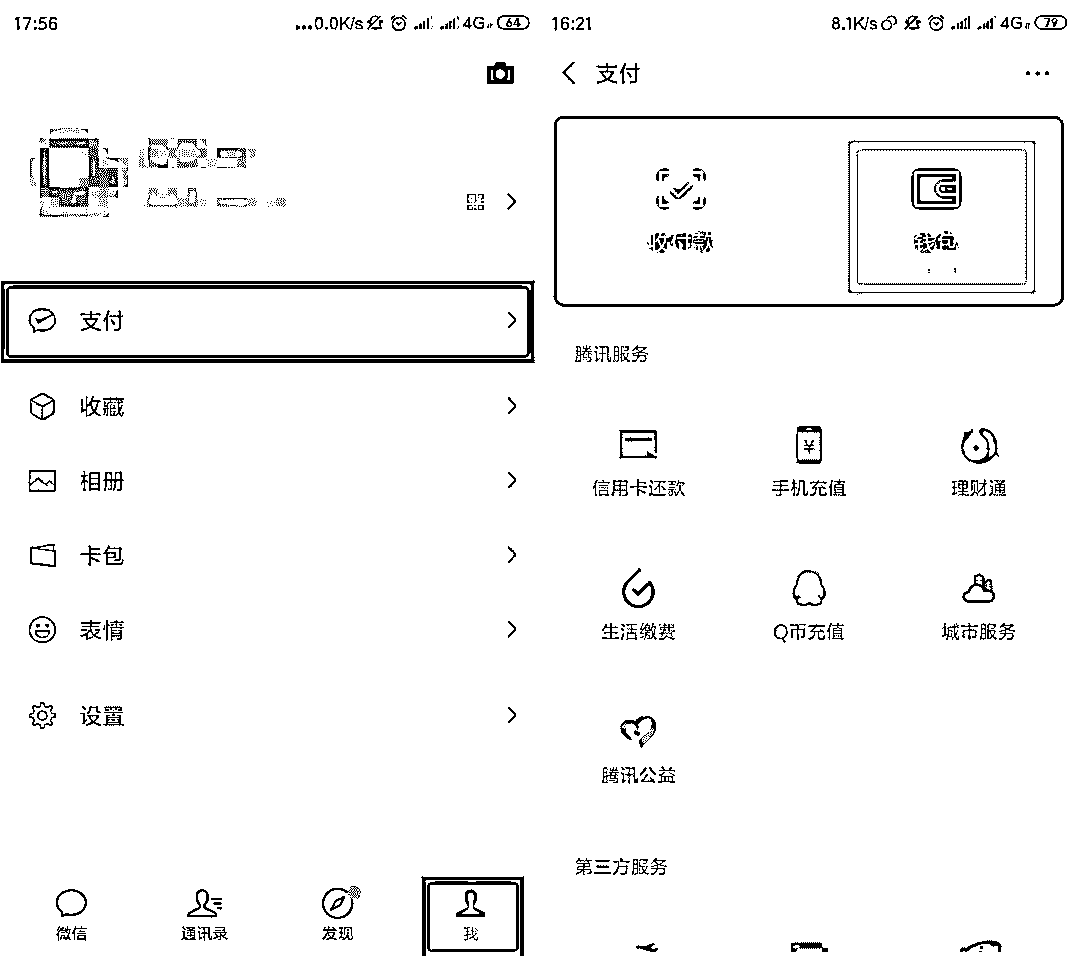 17:56
...0.0K/s 4G 64
支付
收藏
相册
卡包
表情
设置
微信 通讯录 发现 我
16:21
8.1K/s 4G 79
支付
收付款 钱包
腾讯服务
信用卡还款 手机充值 理财通
生活缴费 Q币充值 城市服务
腾讯公益
第三方服务